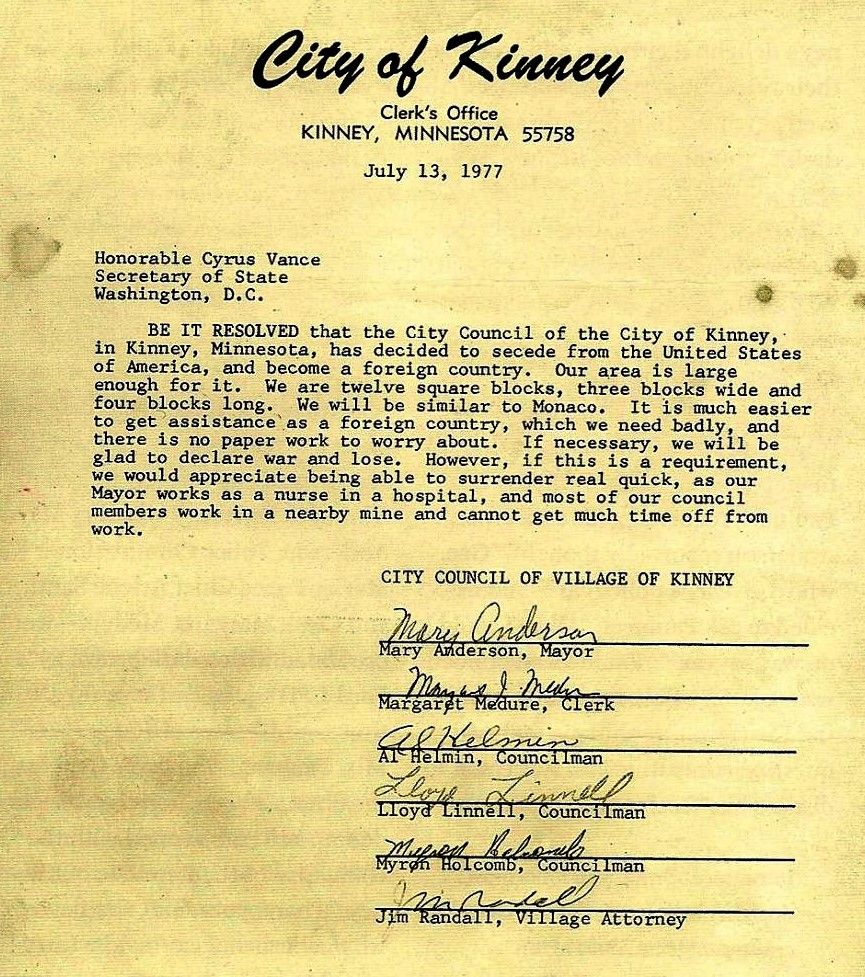 City of Kinney
Clerk's Office
KINNEY, MINNESOTA 55758
July 13, 1977
Honorable Cyrus Vance
Secretary of State
Washington, D.C.
BE IT RESOLVED that the City Council of the City of Kinney,
in Kinney, Minnesota, has decided to secede from the United States
of America, and become a foreign country. Our area is large
enough for it. We are twelve square blocks, three blocks wide and
four blocks long. We will be similar to Monaco. It is much easier
to get assistance as a foreign country, which we need badly, and
there is no paper work to worry about. If necessary, we will be
glad to declare war and lose. However, if this is a requirement,
we would appreciate being able to surrender real quick, as our
Mayor works as a nurse in a hospital, and most of our council
members work in a nearby mine and cannot get much time off from
work.
CITY COUNCIL OF VILLAGE OF KINNEY
Mary Anderson
Mary Anderson, Mayor
Margaret Medure, Clerk
Al Helmin
Al Helmin, Councilman
Lloyd Linnell
Lloyd Linnell, Councilman
Myron Holcomb
Myron Holcomb, Councilman
Jim Randall
Jim Randall, Village Attorney